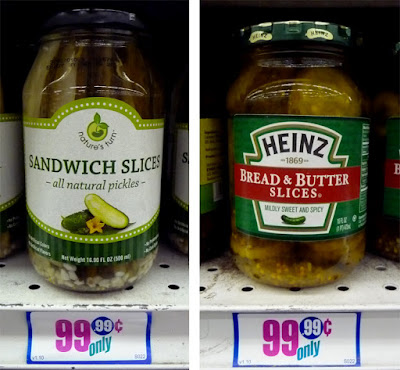 nature's turn
SANDWICH SLICES
- all natural pickles -
Net Weight 16.90 fl OZ (500 ml)
99 .99¢
only
HEINZ
HEINZ
1869
BREAD & BUTTER
SLICES
MILDLY SWEET AND SPICY
99 .99¢
only